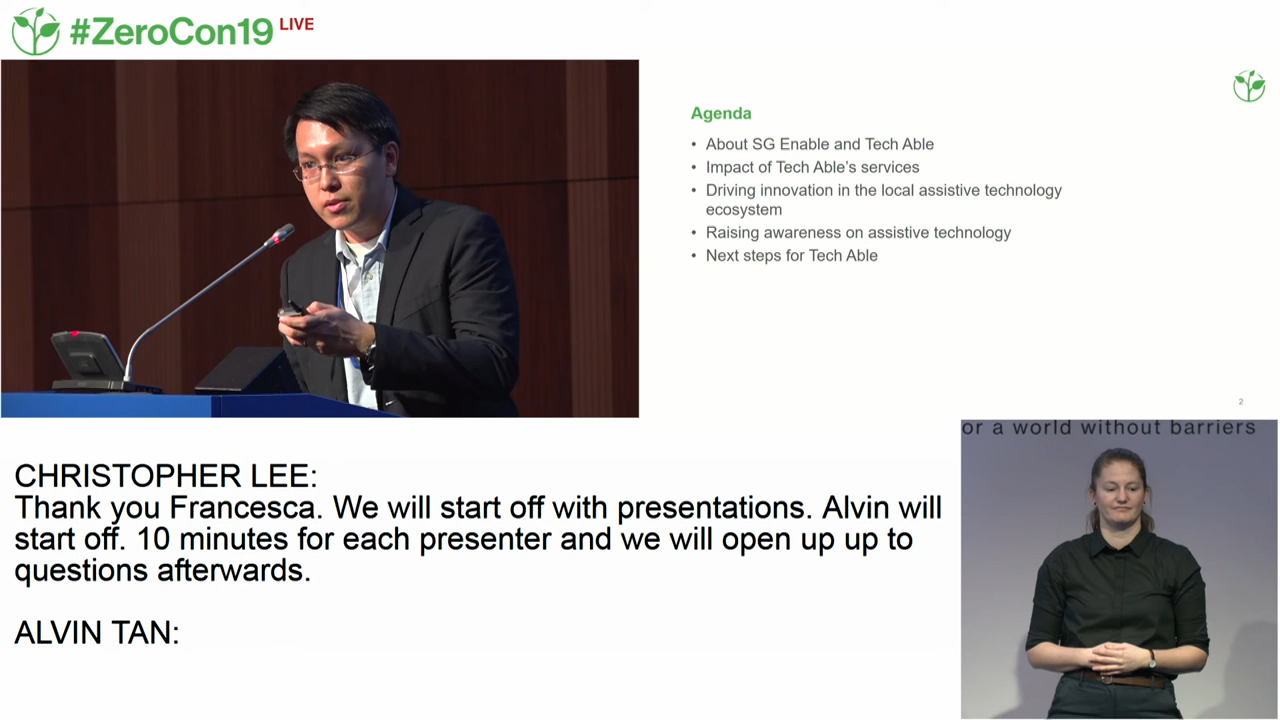 #ZeroCon19 LIVE
Agenda
• About SG Enable and Tech Able
• Impact of Tech Able's services
• Driving innovation in the local assistive technology
ecosystem
• Raising awareness on assistive technology
• Next steps for Tech Able
2
or a world without barriers
CHRISTOPHER LEE:
Thank you Francesca. We will start off with presentations. Alvin will
start off. 10 minutes for each presenter and we will open up up to
questions afterwards.
ALVIN TAN: